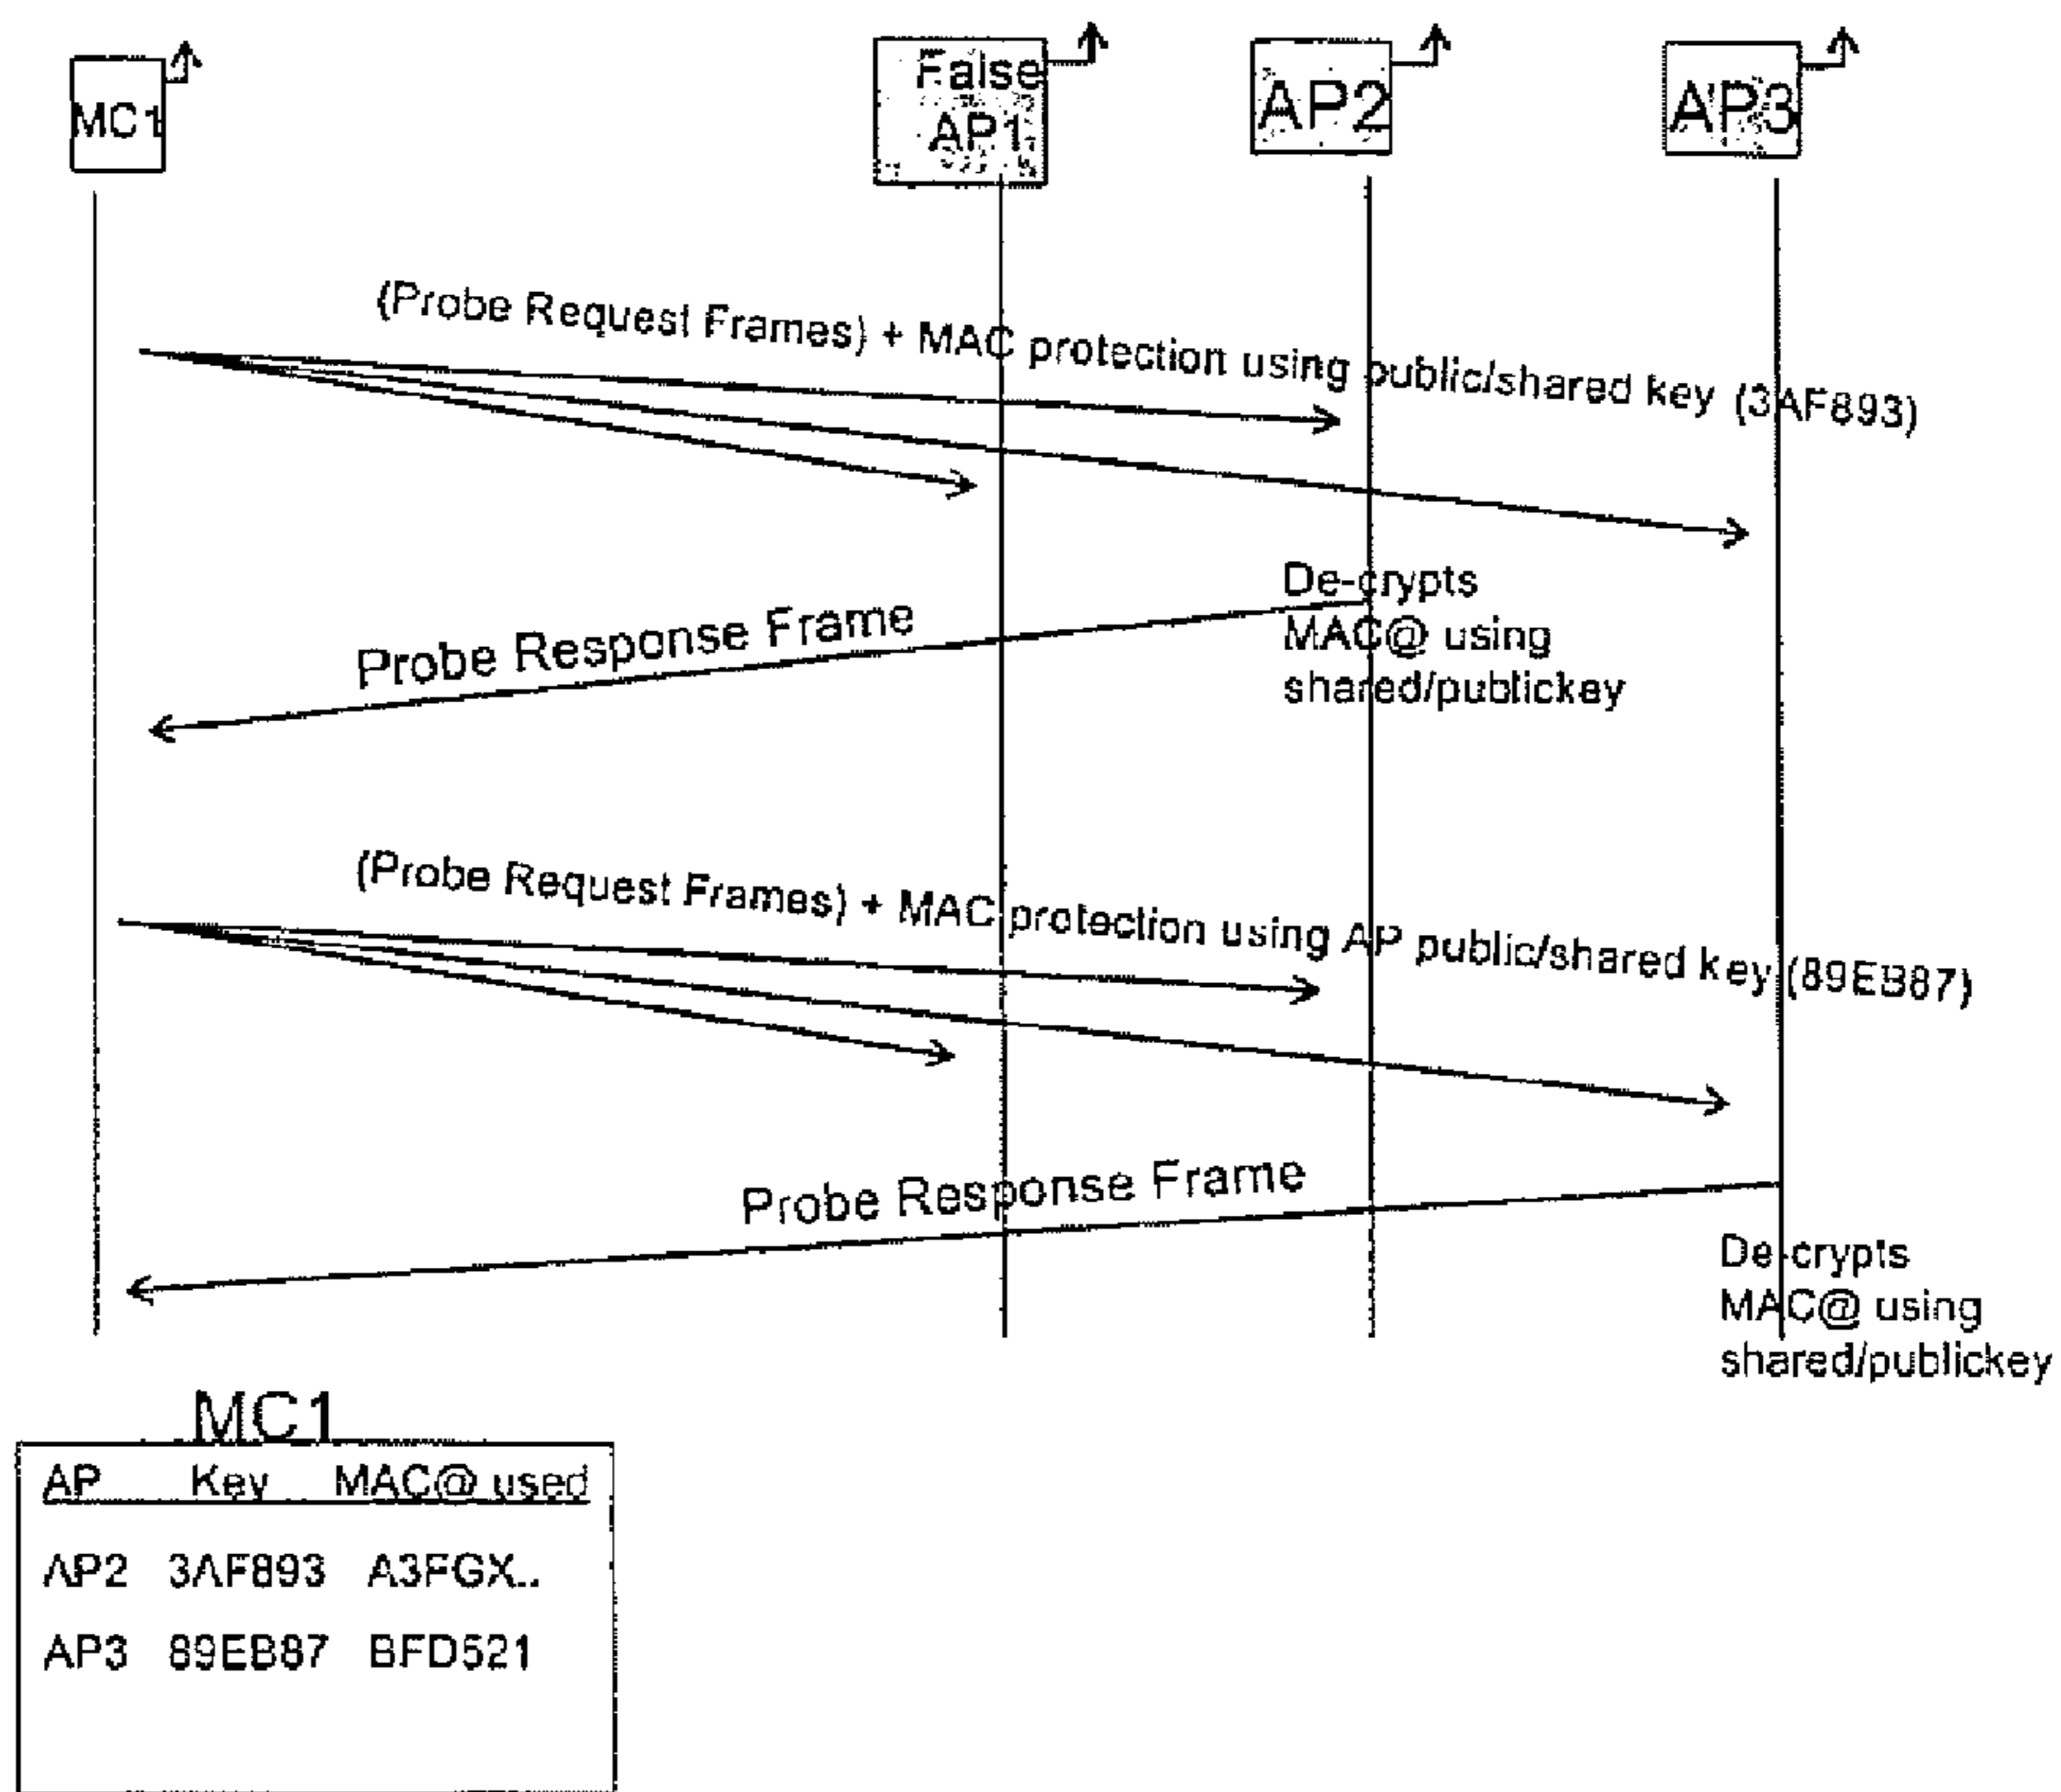 MC1
False
AP1
AP2
AP3
(Probe Request Frames) + MAC protection using public/shared key (3AF893)
De-crypts
MAC@ using
shared/publickey
Probe Response Frame
(Probe Request Frames) + MAC protection using AP public/shared key (89EB87)
Probe Response Frame
De-crypts
MAC@ using
shared/publickey
MC1
AP Key MAC@ used
AP2 3AF893 A3FGX..
AP3 89EB87 BFD521